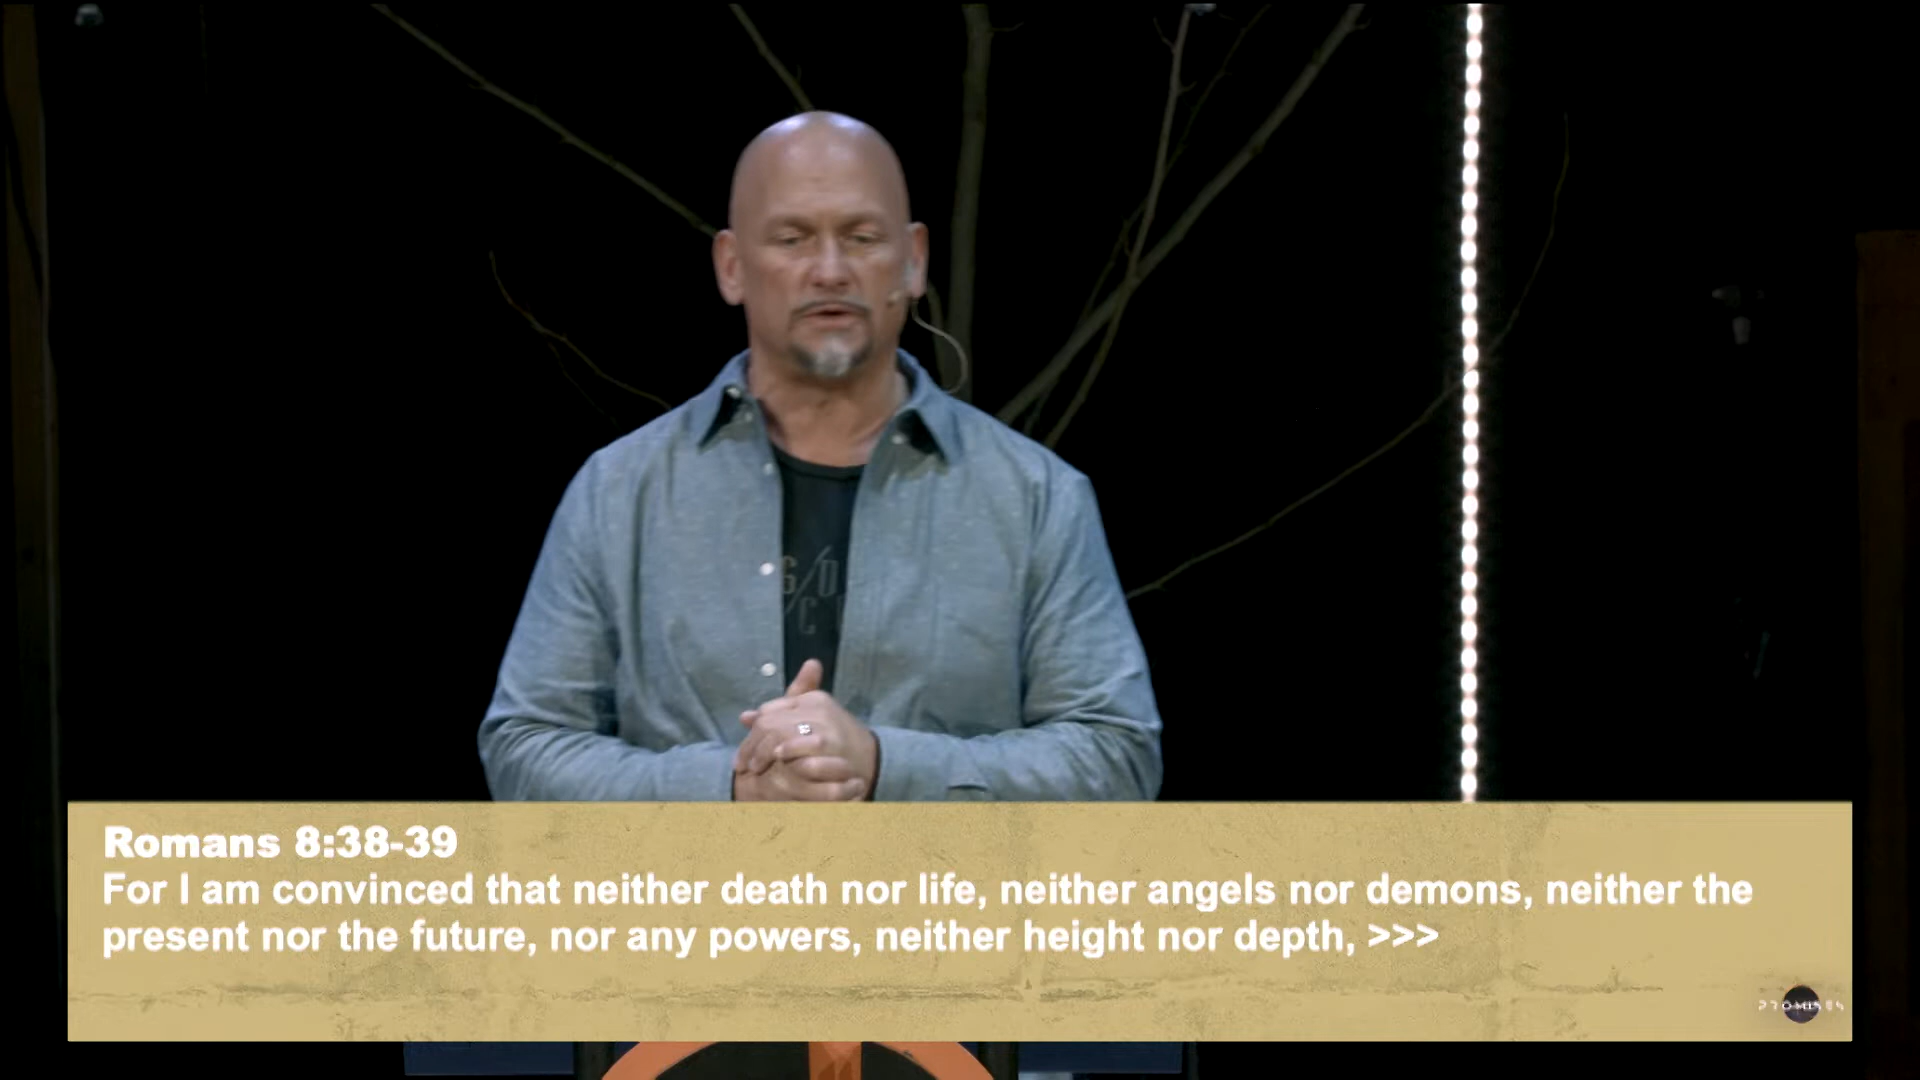 G/D
C
Romans 8:38-39
For I am convinced that neither death nor life, neither angels nor demons, neither the
present nor the future, nor any powers, neither height nor depth, >>>
PROMISES